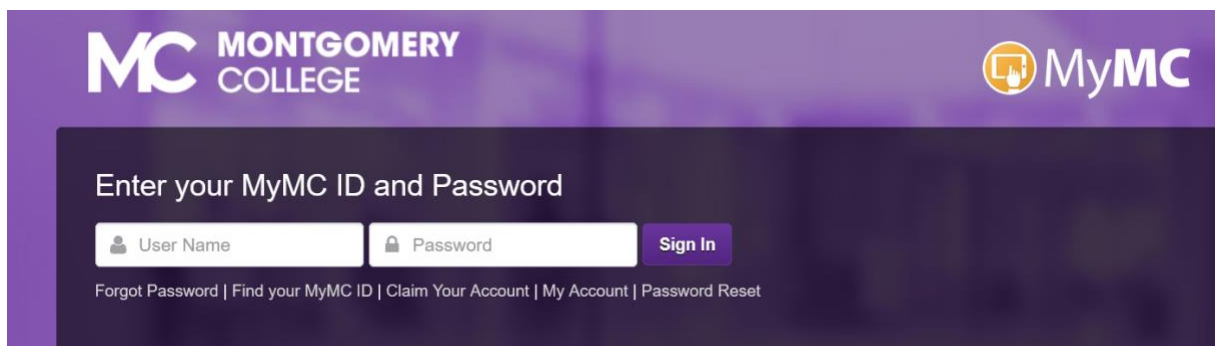 MC MONTGOMERY
COLLEGE
MyMC
Enter your MyMC ID and Password
User Name Password Sign In
Forgot Password | Find your MyMC ID | Claim Your Account | My Account | Password Reset